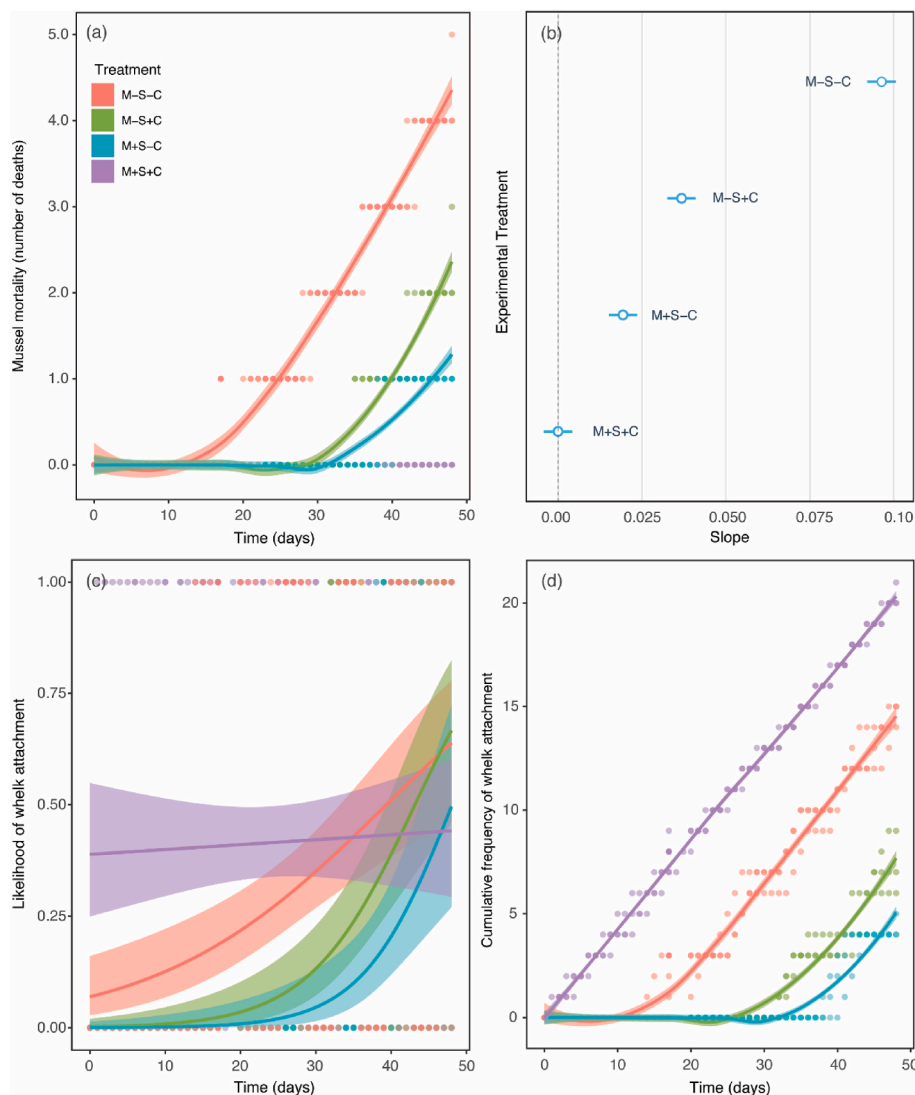 (a)
Treatment
M−S−C
M−S+C
M+S−C
M+S+C
5.0
4.0
3.0
2.0
1.0
0.0
Mussel mortality (number of deaths)
0 10 20 30 40 50
Time (days)
(b)
M−S−C
M−S+C
M+S−C
M+S+C
Experimental Treatment
0.00 0.025 0.050 0.075 0.10
Slope
(c)
1.00
0.75
0.50
0.25
0.00
Likelihood of whelk attachment
0 10 20 30 40 50
Time (days)
(d)
20
15
10
5
0
Cumulative frequency of whelk attachment
0 10 20 30 40 50
Time (days)